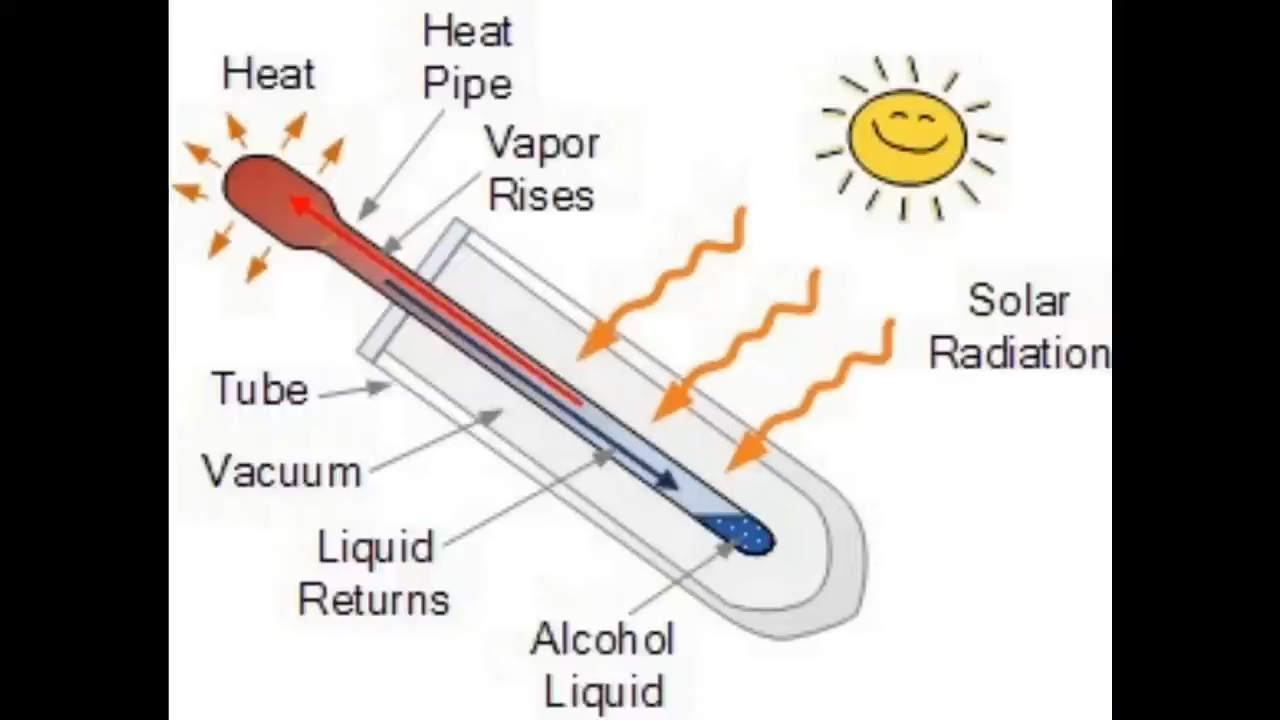 Heat
Pipe
Heat
Vapor
Rises
Solar
Radiation
Tube
Vacuum
Liquid
Returns
Alcohol
Liquid